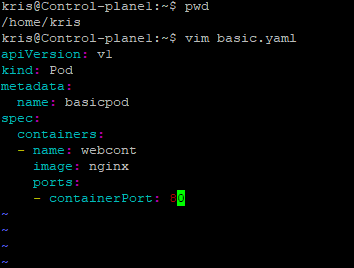 kris@Control-plane1:~$ pwd
/home/kris
kris@Control-plane1:~$ vim basic.yaml
apiVersion: v1
kind: Pod
metadata:
  name: basicpod
spec:
  containers:
  - name: webcont
    image: nginx
    ports:
    - containerPort: 80
~
~
~
~